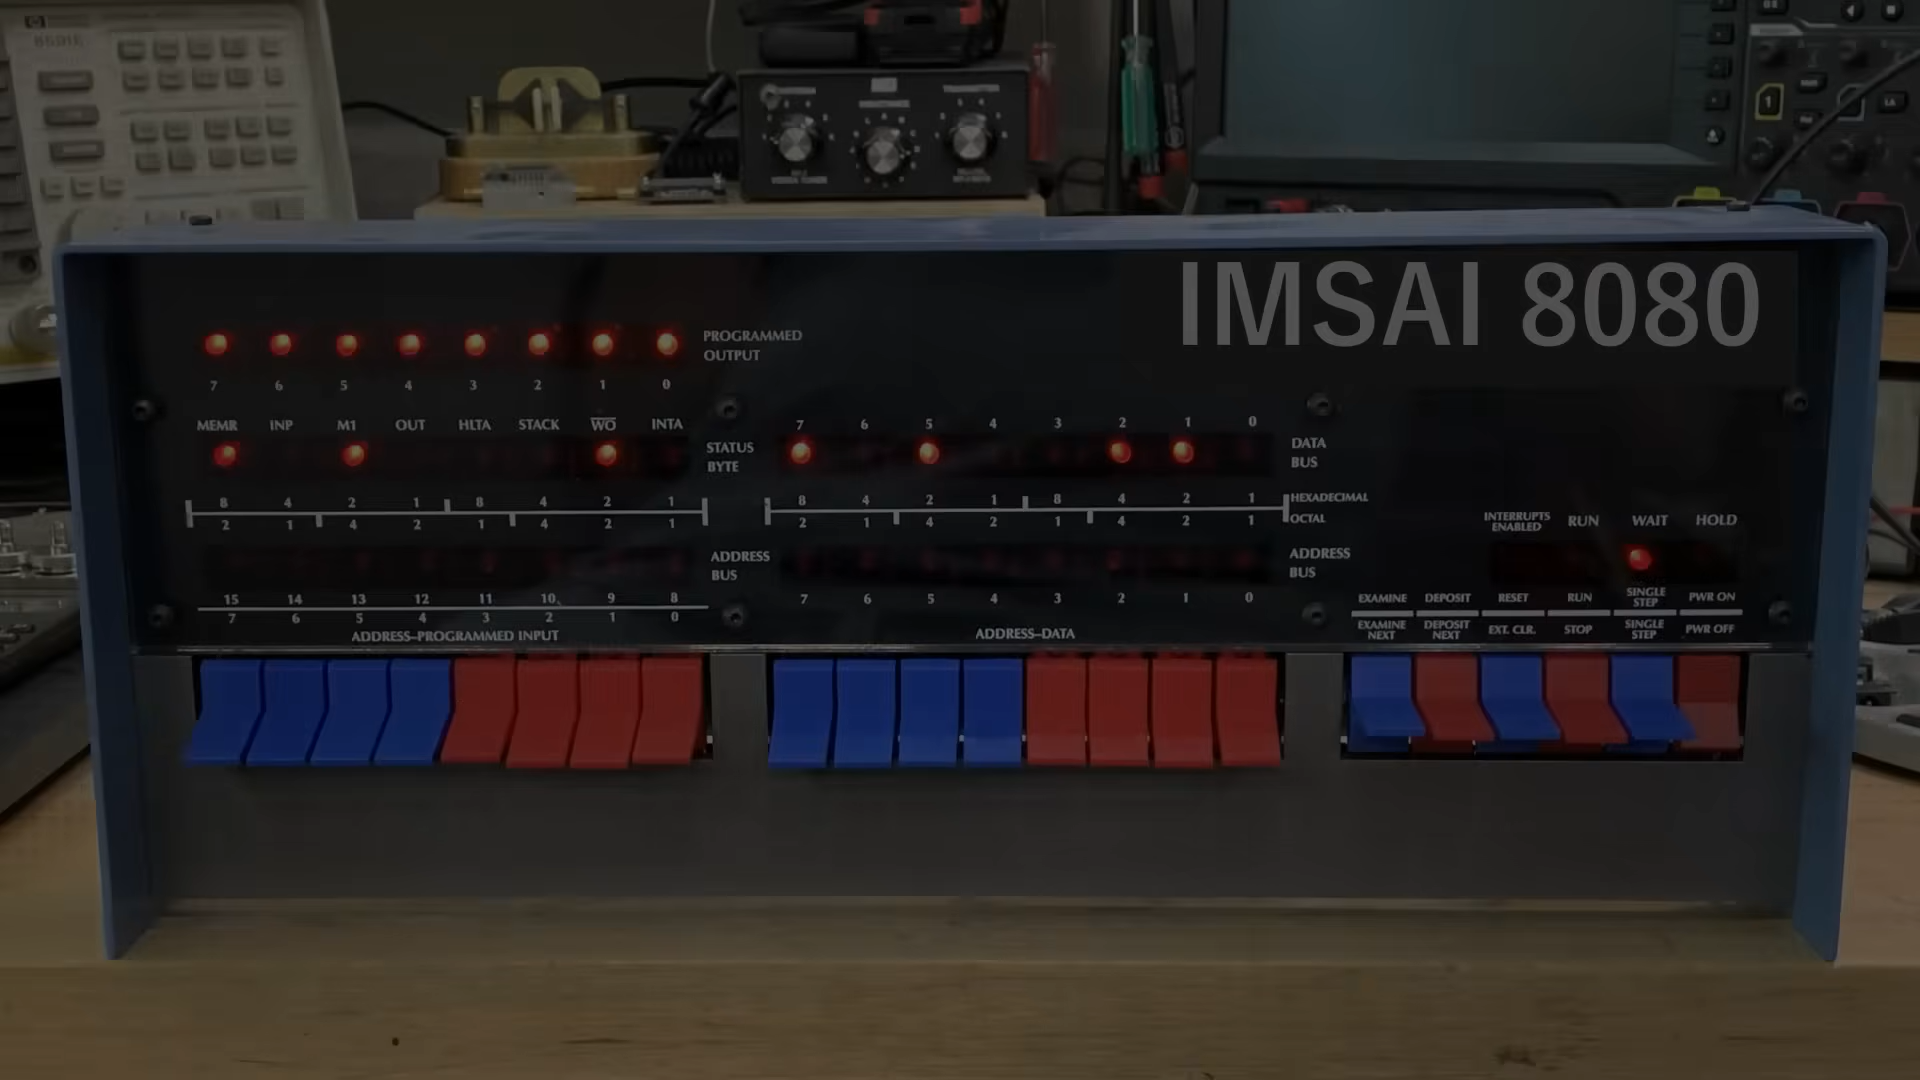 8591E
IMSAI 8080
PROGRAMMED
OUTPUT
7 6 5 4 3 2 1 0
MEMR INP M1 OUT HLTA STACK WO INTA
STATUS
BYTE
7 6 5 4 3 2 1 0
DATA
BUS
8 4 2 1 8 4 2 1
2 1 4 2 1 4 2 1
8 4 2 1 8 4 2 1
2 1 4 2 1 4 2 1
HEXADECIMAL
OCTAL
ADDRESS
BUS
ADDRESS
BUS
INTERRUPTS
ENABLED
RUN WAIT HOLD
15 14 13 12 11 10 9 8
7 6 5 4 3 2 1 0
ADDRESS–PROGRAMMED INPUT
7 6 5 4 3 2 1 0
ADDRESS–DATA
EXAMINE DEPOSIT RESET RUN SINGLE STEP PWR ON
EXAMINE NEXT DEPOSIT NEXT EXT. CLR. STOP SINGLE STEP PWR OFF